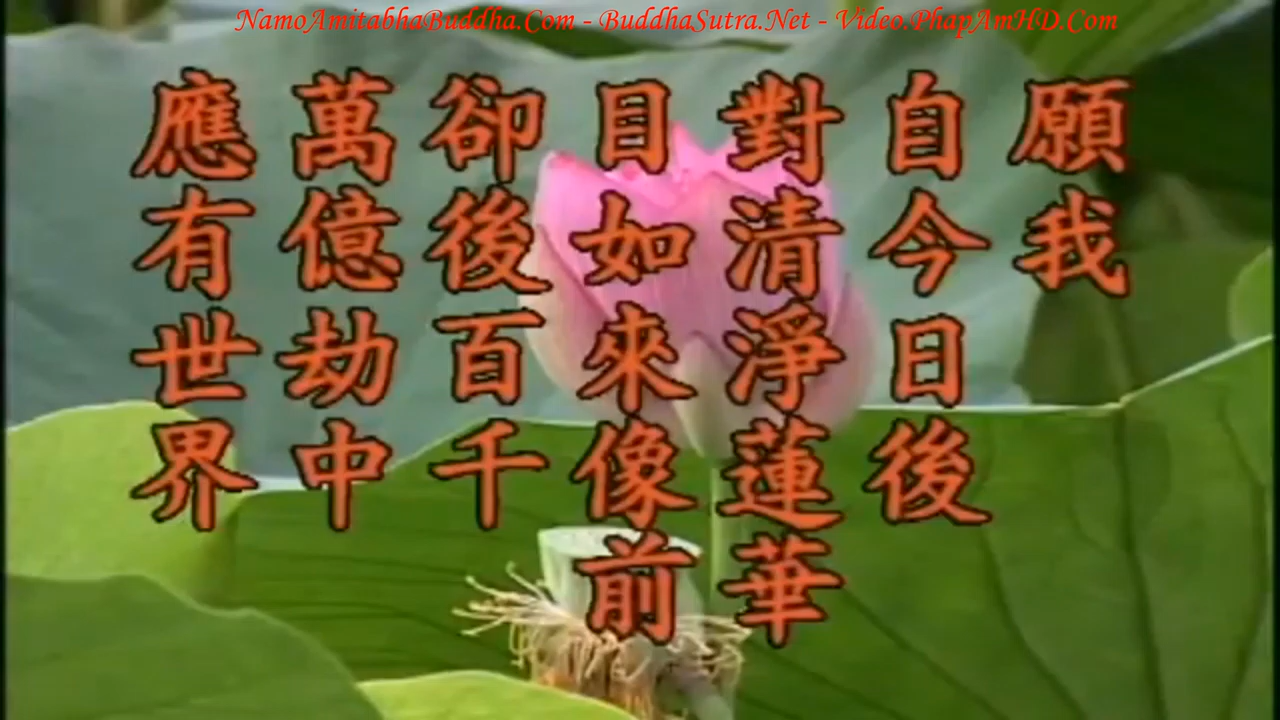 NamoAmitabhaBuddha.Com - BuddhaSutra.Net - Video.PhapAmHD.Com
願我
自今日後
對清淨蓮華
目如來像前
卻後百千
萬億劫中
應有世界